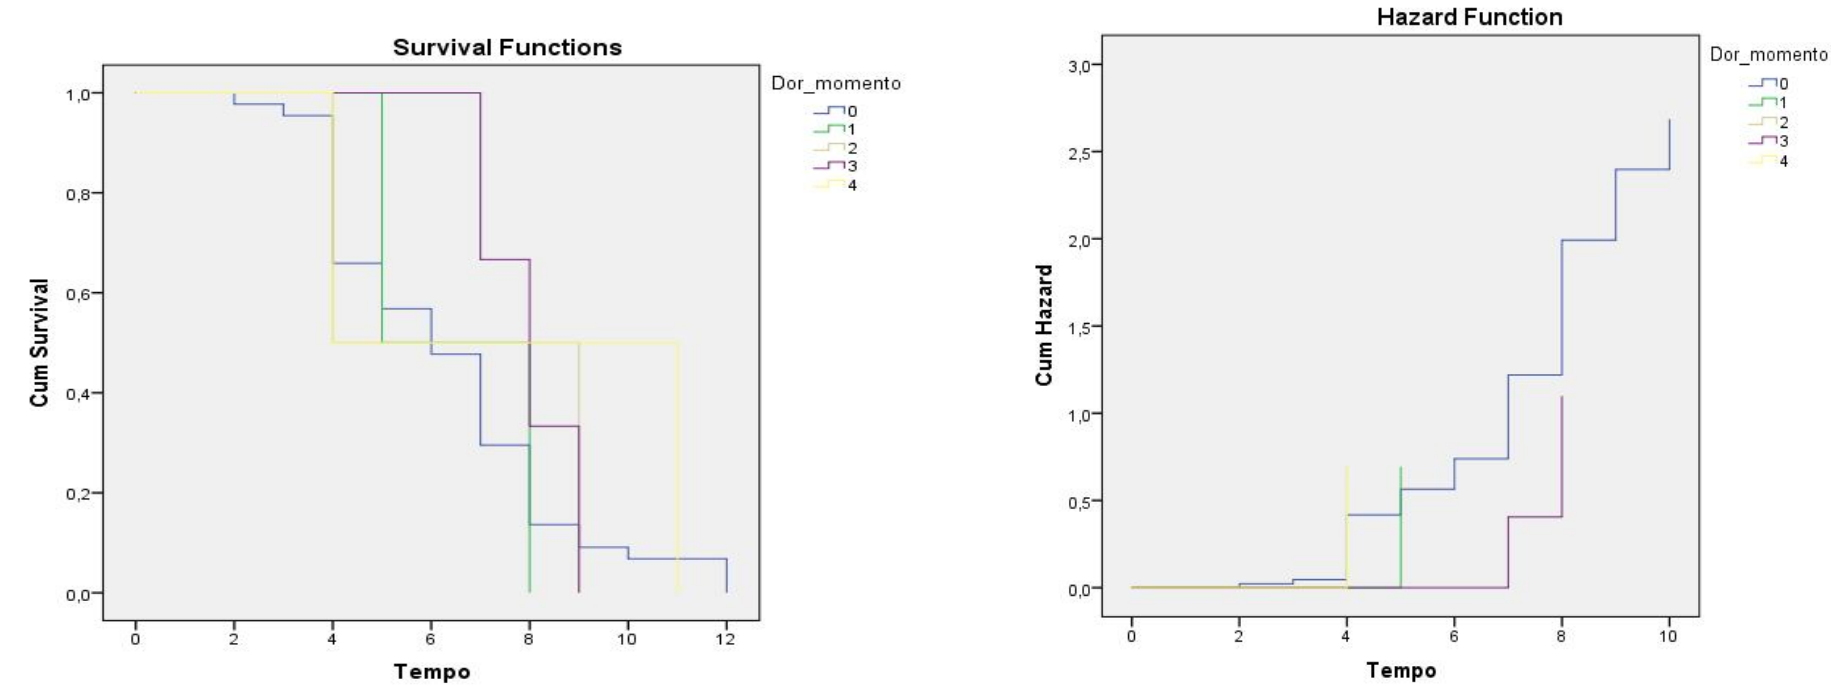 Survival Functions
Dor_momento
0
1
2
3
4
1,0
0,8
0,6
0,4
0,2
0,0
Cum Survival
0 2 4 6 8 10 12
Tempo
Hazard Function
Dor_momento
0
1
2
3
4
3,0
2,5
2,0
1,5
1,0
0,5
0,0
Cum Hazard
0 2 4 6 8 10
Tempo